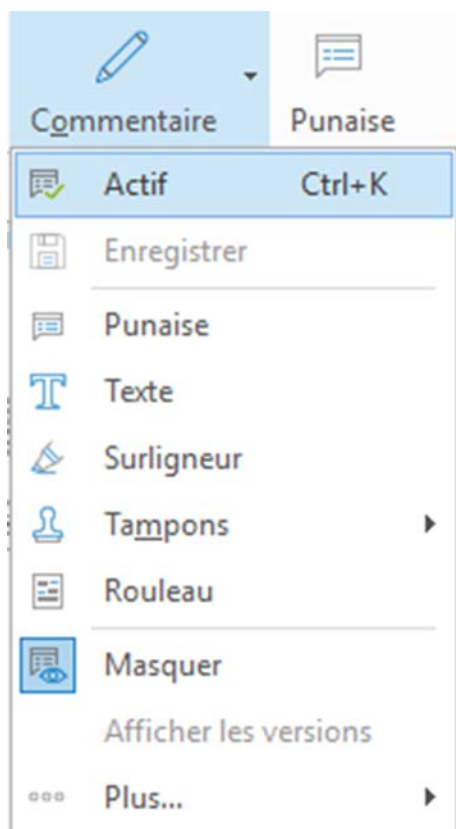 Commentaire Punaise
Actif Ctrl+K
Enregistrer
Punaise
Texte
Surligneur
Tampons
Rouleau
Masquer
Afficher les versions
Plus...